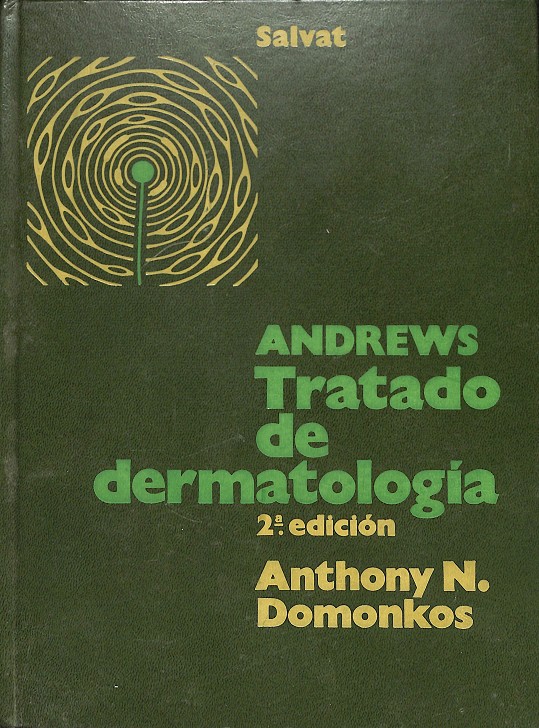 Salvat
ANDREWS
Tratado
de
dermatología
2ª. edición
Anthony N.
Domonkos